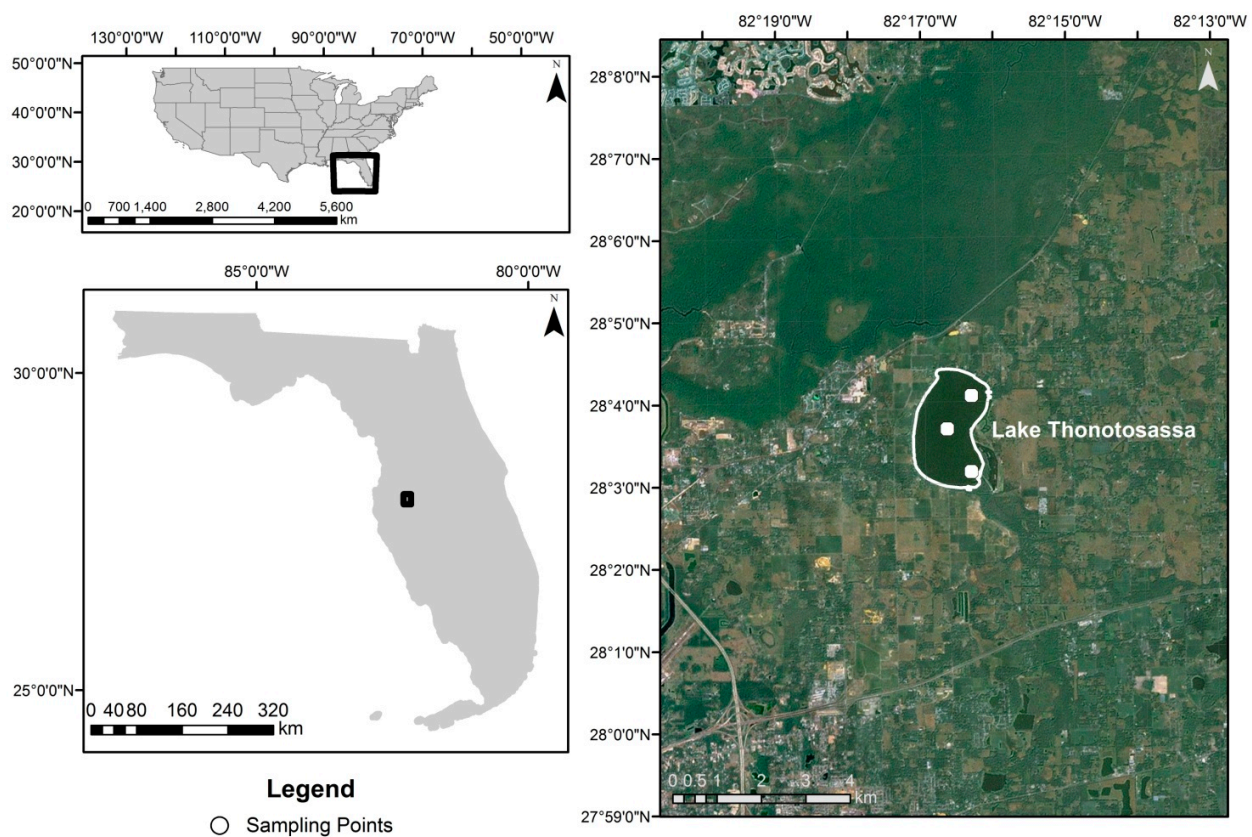 130°0'0"W 110°0'0"W 90°0'0"W 70°0'0"W 50°0'0"W
50°0'0"N
N
40°0'0"N
30°0'0"N
20°0'0"N
0 700 1,400 2,800 4,200 5,600
km
85°0'0"W 80°0'0"W
N
30°0'0"N
25°0'0"N
0 40 80 160 240 320
km
Legend
Sampling Points
82°19'0"W 82°17'0"W 82°15'0"W 82°13'0"W
N
28°8'0"N
28°7'0"N
28°6'0"N
28°5'0"N
28°4'0"N
Lake Thonotosassa
28°3'0"N
28°2'0"N
28°1'0"N
28°0'0"N
0 0.5 1 2 3 4
km
27°59'0"N